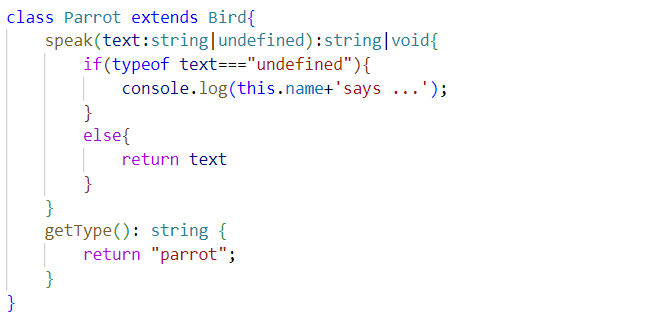 class Parrot extends Bird{
    speak(text:string|undefined):string|void{
        if(typeof text==="undefined"){
            console.log(this.name+'says ...');
        }
        else{
            return text
        }
    }
    getType(): string {
        return "parrot";
    }
}